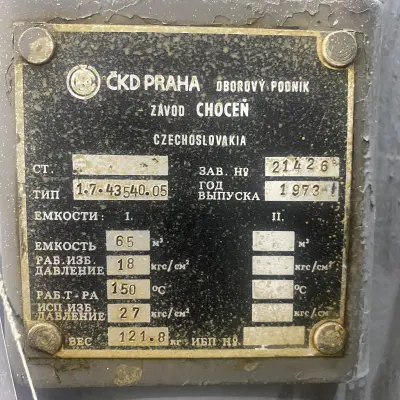 ČKD PRAHA OBOROVÝ PODNIK
ZÁVOD CHOCEŇ
CZECHOSLOVAKIA
СТ. ЗАВ. № 21426
ТИП 1.7.43540.05 ГОД ВЫПУСКА 1973
ЕМКОСТИ: I. II.
ЕМКОСТЬ 65 м³ м³
РАБ. ИЗБ. ДАВЛЕНИЕ 18 кгс/см² кгс/см²
РАБ. Т-РА 150 °C °C
ИСП. ИЗБ. ДАВЛЕНИЕ 27 кгс/см² кгс/см²
ВЕС 121.8 кг ИБП №